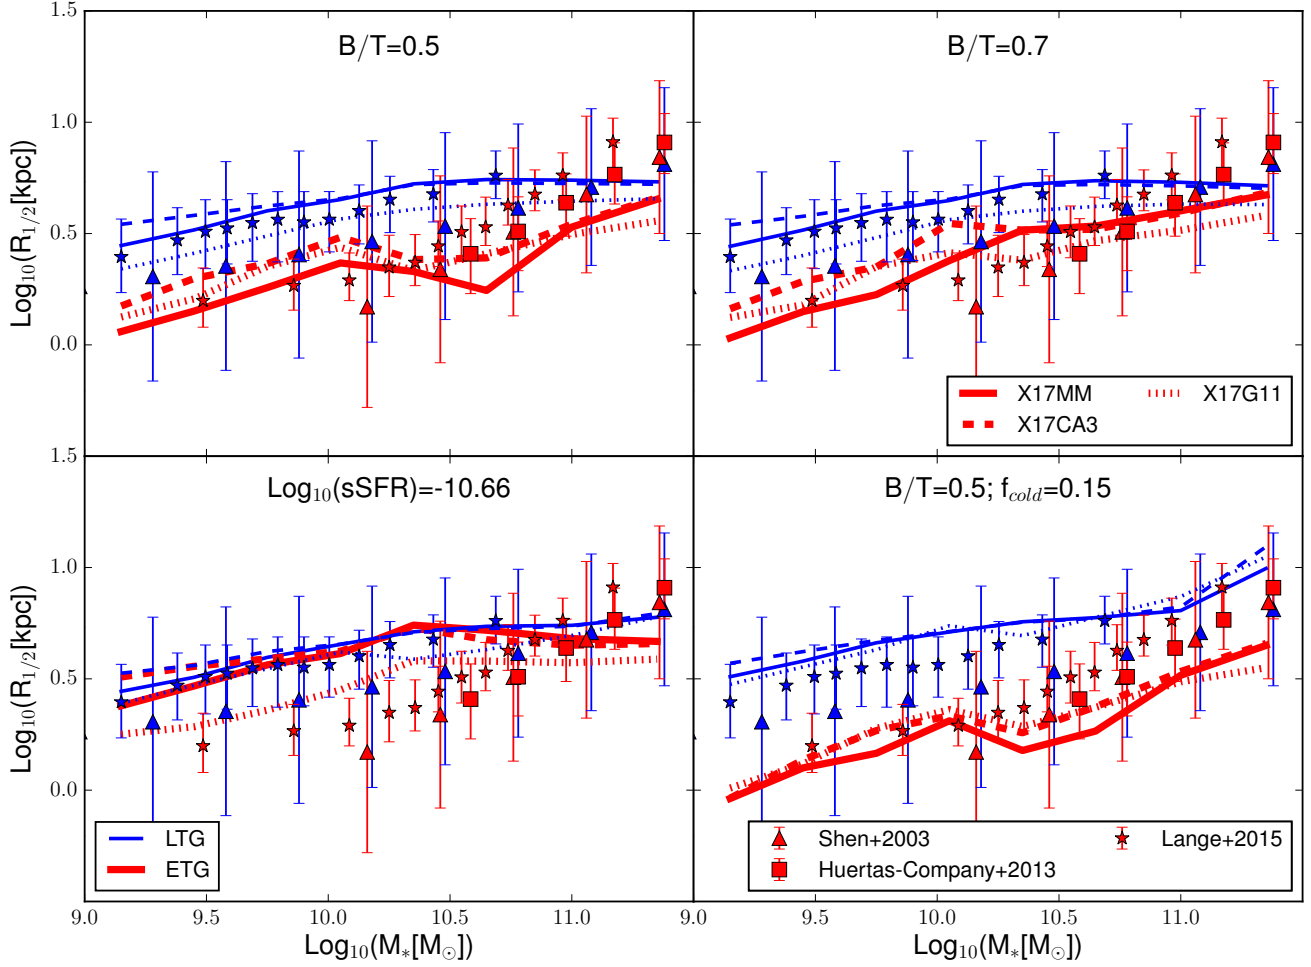 B/T=0.5
B/T=0.7
1.5
1.0
0.5
0.0
Log10(R1/2[kpc])
X17MM
X17CA3
X17G11
Log10(sSFR)=-10.66
B/T=0.5; fcold=0.15
1.5
1.0
0.5
0.0
Log10(R1/2[kpc])
LTG
ETG
Shen+2003
Huertas-Company+2013
Lange+2015
9.0 9.5 10.0 10.5 11.0 9.0 9.5 10.0 10.5 11.0
Log10(M*[M⊙]) Log10(M*[M⊙])